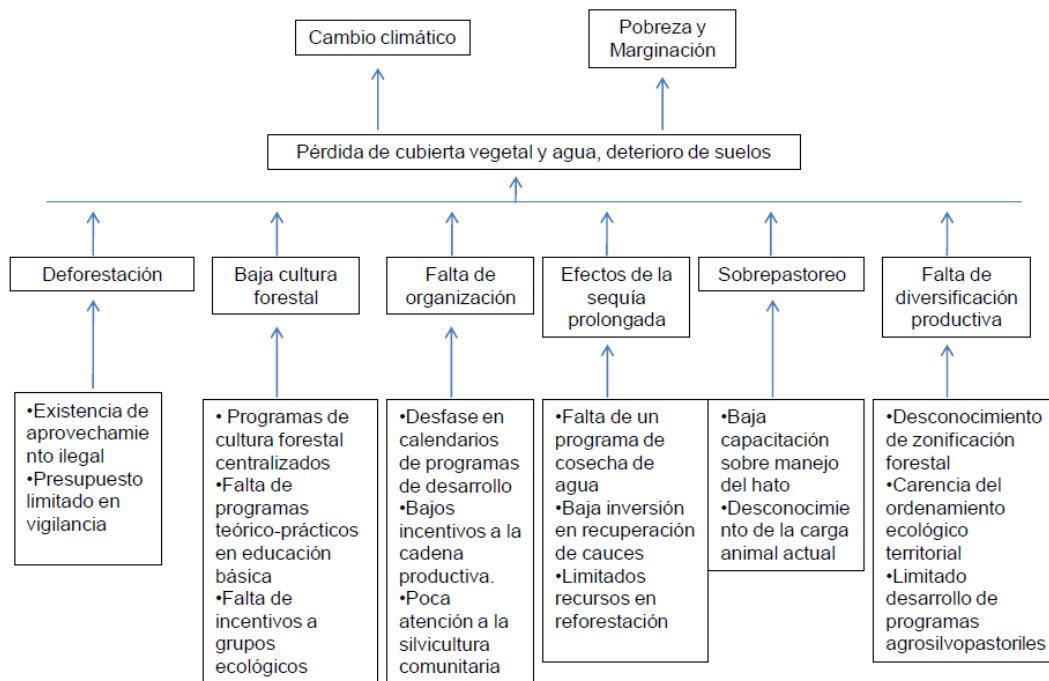 Cambio climático
Pobreza y
Marginación
Pérdida de cubierta vegetal y agua, deterioro de suelos
Deforestación
Baja cultura
forestal
Falta de
organización
Efectos de la
sequía
prolongada
Sobrepastoreo
Falta de
diversificación
productiva
•Existencia de
aprovechamie
nto ilegal
•Presupuesto
limitado en
vigilancia
• Programas de
cultura forestal
centralizados
•Falta de
programas
teórico-prácticos
en educación
básica
•Falta de
incentivos a
grupos
ecológicos
•Desfase en
calendarios
de programas
de desarrollo
•Bajos
incentivos a la
cadena
productiva.
•Poca
atención a la
silvicultura
comunitaria
•Falta de un
programa de
cosecha de
agua
•Baja inversión
en recuperación
de cauces
•Limitados
recursos en
reforestación
•Baja
capacitación
sobre manejo
del hato
•Desconocimie
nto de la carga
animal actual
•Desconocimiento
de zonificación
forestal
•Carencia del
ordenamiento
ecológico
territorial
•Limitado
desarrollo de
programas
agrosilvopastoriles